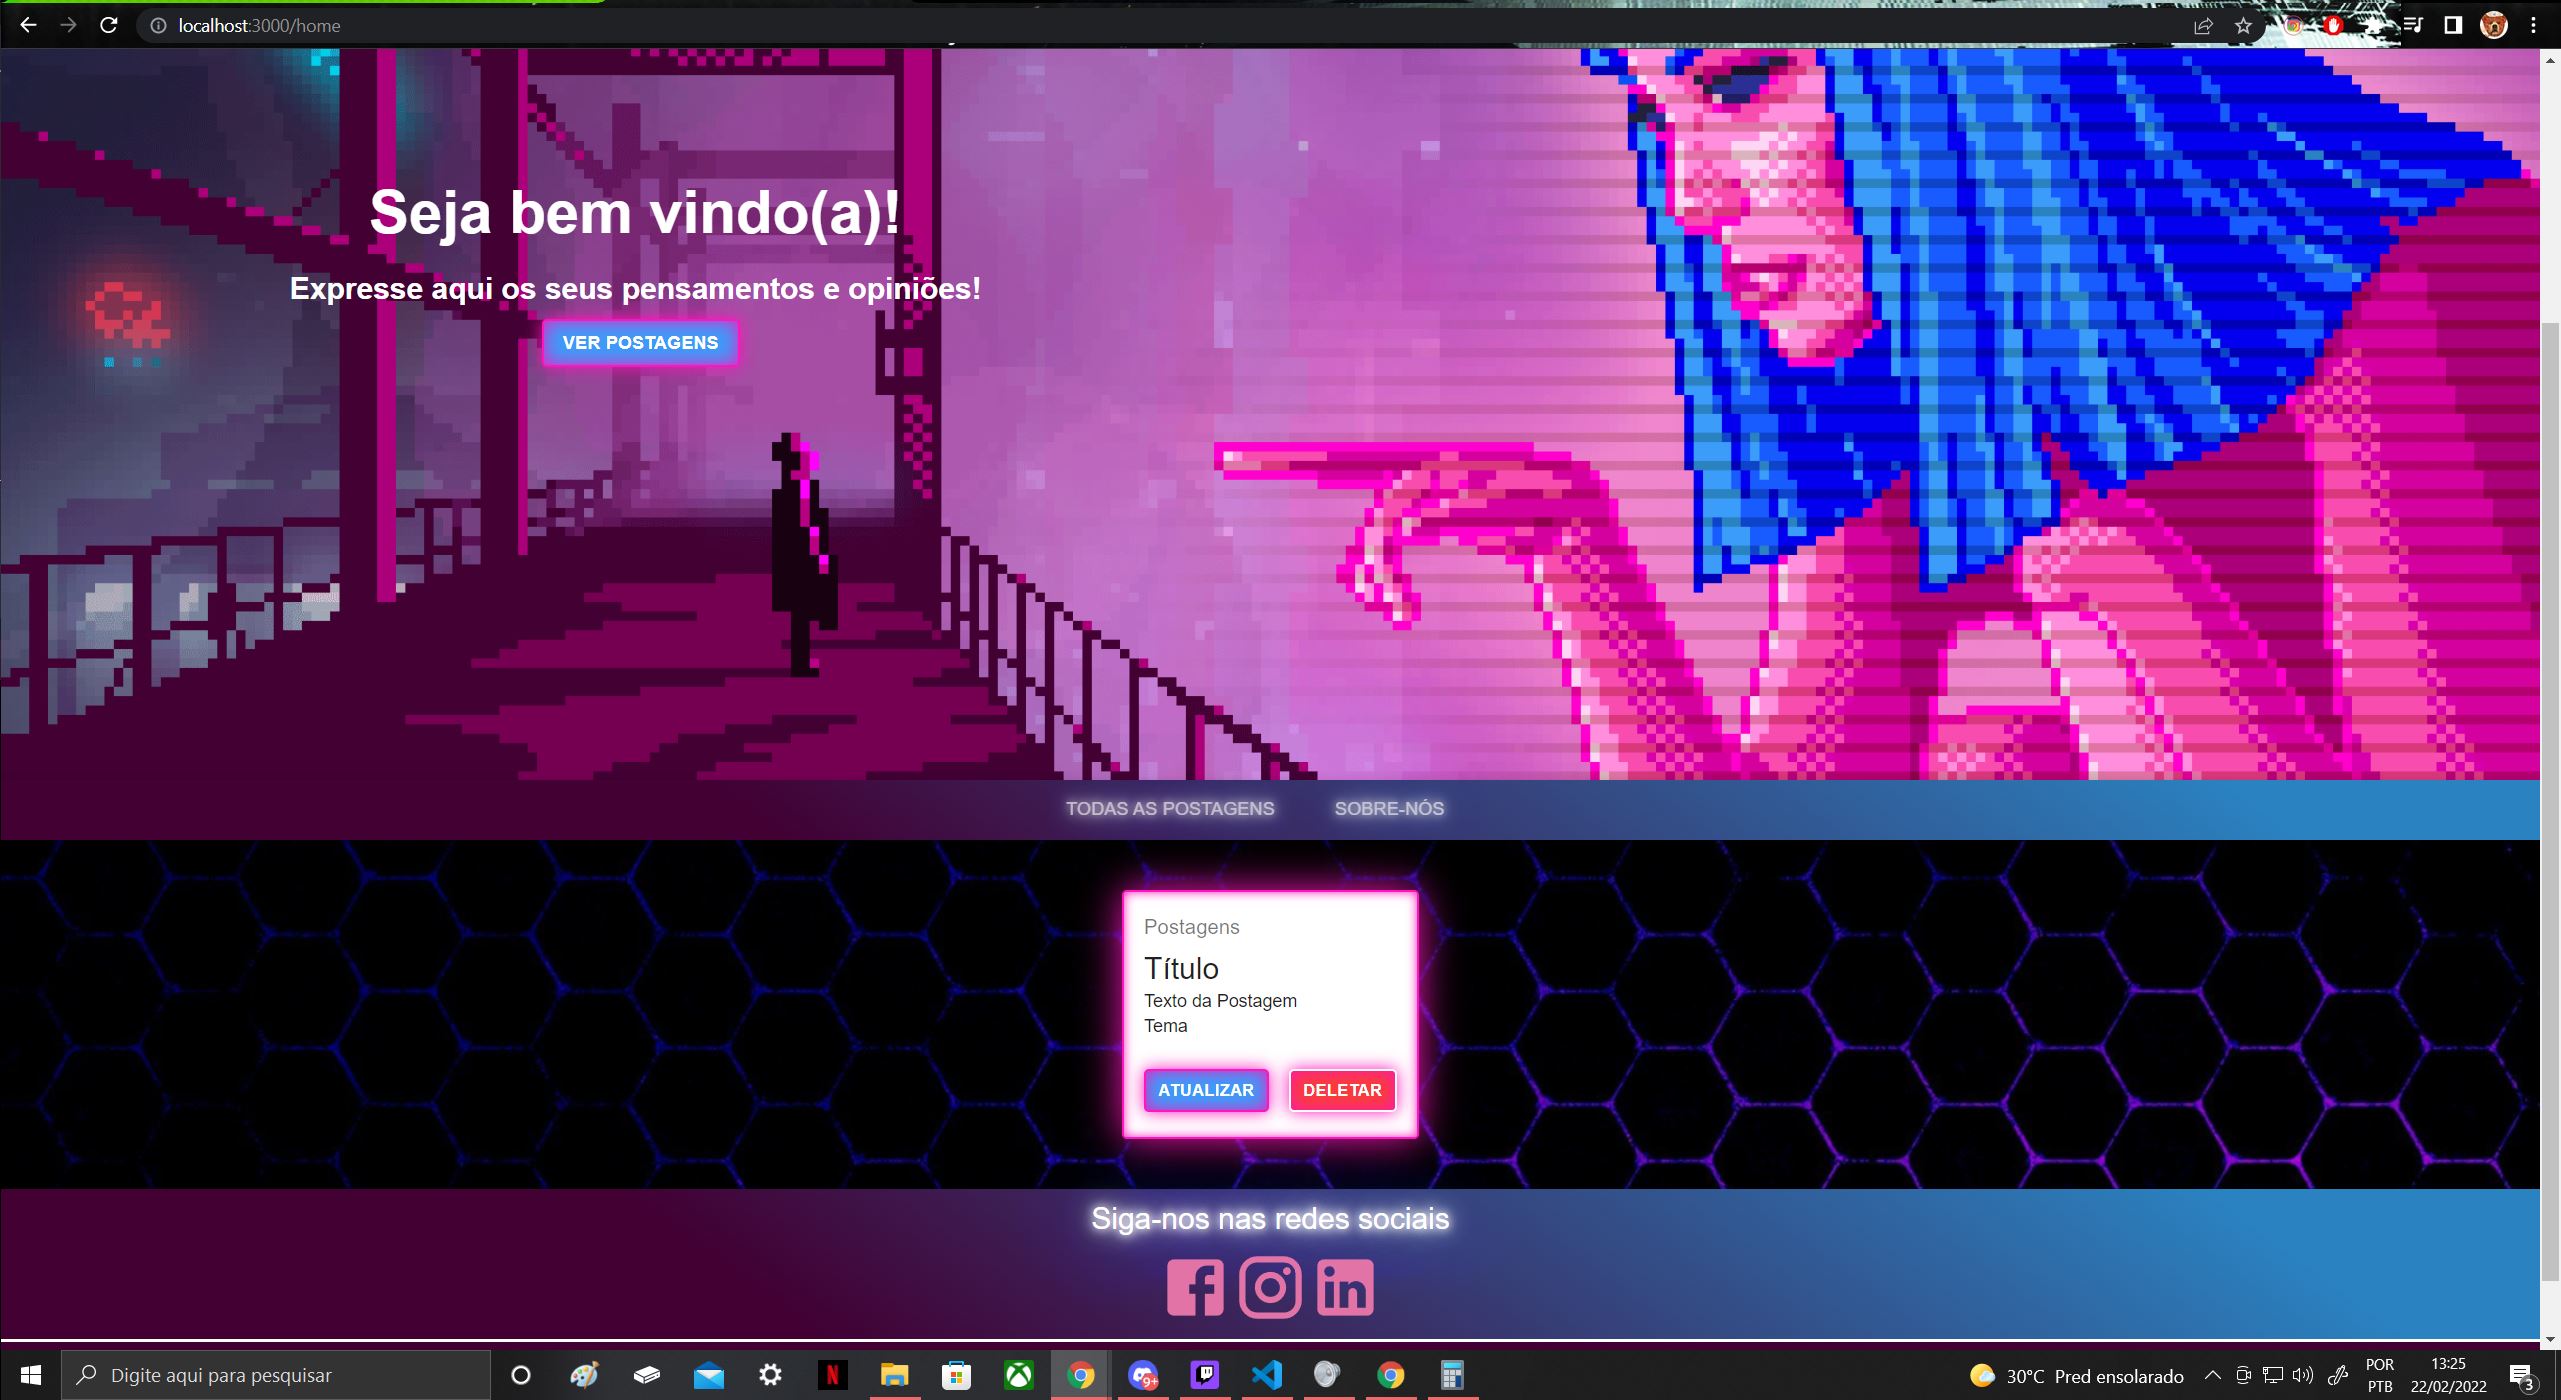 localhost:3000/home
Seja bem vindo(a)!
Expresse aqui os seus pensamentos e opiniões!
VER POSTAGENS
TODAS AS POSTAGENS SOBRE-NÓS
Postagens
Título
Texto da Postagem
Tema
ATUALIZAR DELETAR
Siga-nos nas redes sociais
Digite aqui para pesquisar
9+
30°C Pred ensolarado
POR
PTB
13:25
22/02/2022
3